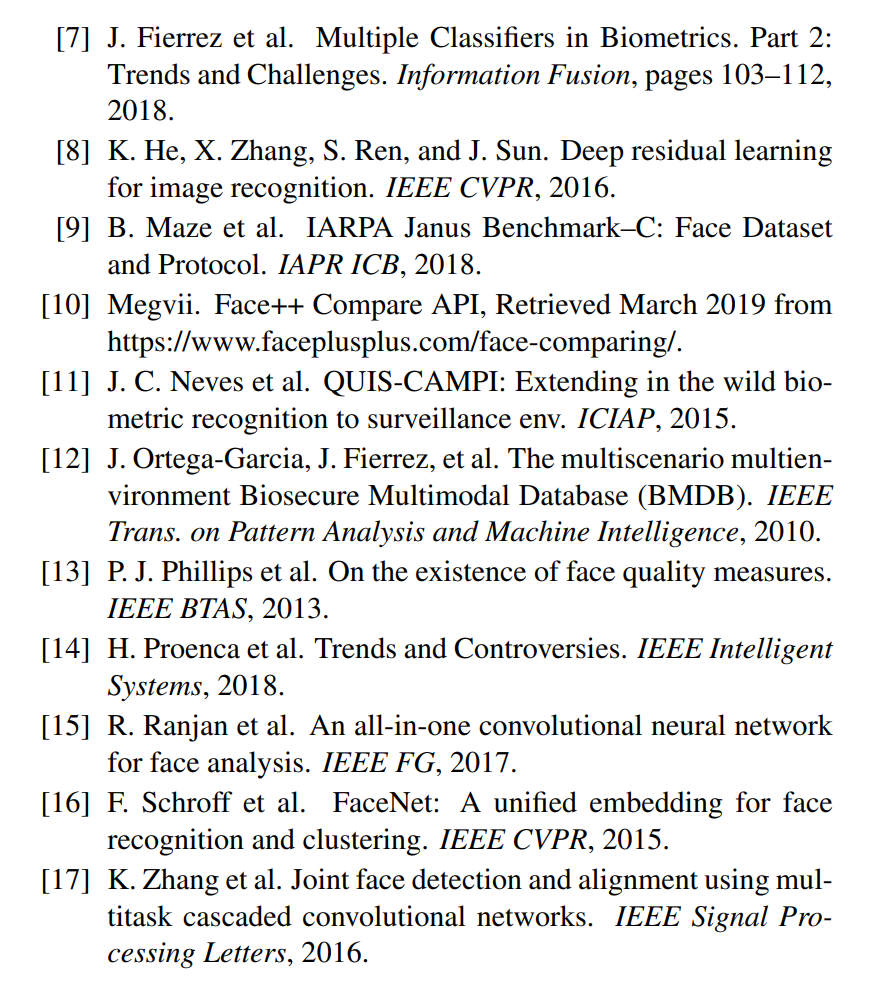 [7] J. Fierrez et al. Multiple Classifiers in Biometrics. Part 2:
Trends and Challenges. Information Fusion, pages 103–112,
2018.
[8] K. He, X. Zhang, S. Ren, and J. Sun. Deep residual learning
for image recognition. IEEE CVPR, 2016.
[9] B. Maze et al. IARPA Janus Benchmark–C: Face Dataset
and Protocol. IAPR ICB, 2018.
[10] Megvii. Face++ Compare API, Retrieved March 2019 from
https://www.faceplusplus.com/face-comparing/.
[11] J. C. Neves et al. QUIS-CAMPI: Extending in the wild bio-
metric recognition to surveillance env. ICIAP, 2015.
[12] J. Ortega-Garcia, J. Fierrez, et al. The multiscenario multien-
vironment Biosecure Multimodal Database (BMDB). IEEE
Trans. on Pattern Analysis and Machine Intelligence, 2010.
[13] P. J. Phillips et al. On the existence of face quality measures.
IEEE BTAS, 2013.
[14] H. Proenca et al. Trends and Controversies. IEEE Intelligent
Systems, 2018.
[15] R. Ranjan et al. An all-in-one convolutional neural network
for face analysis. IEEE FG, 2017.
[16] F. Schroff et al. FaceNet: A unified embedding for face
recognition and clustering. IEEE CVPR, 2015.
[17] K. Zhang et al. Joint face detection and alignment using mul-
titask cascaded convolutional networks. IEEE Signal Pro-
cessing Letters, 2016.